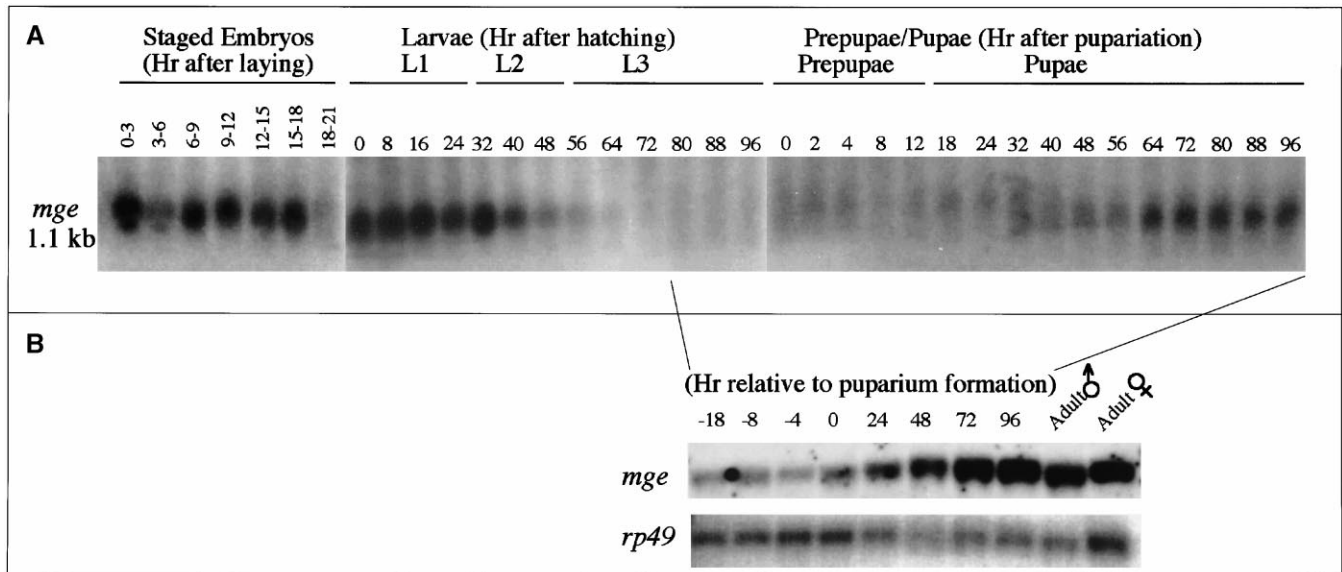 A
Staged Embryos
(Hr after laying)
Larvae (Hr after hatching)
L1 L2 L3
Prepupae/Pupae (Hr after pupariation)
Prepupae Pupae
0-3 3-6 6-9 9-12 12-15 15-18 18-21
0 8 16 24 32 40 48 56 64 72 80 88 96
0 2 4 8 12 18 24 32 40 48 56 64 72 80 88 96
mge
1.1 kb
B
(Hr relative to puparium formation)
-18 -8 -4 0 24 48 72 96 Adult♂ Adult♀
mge
rp49